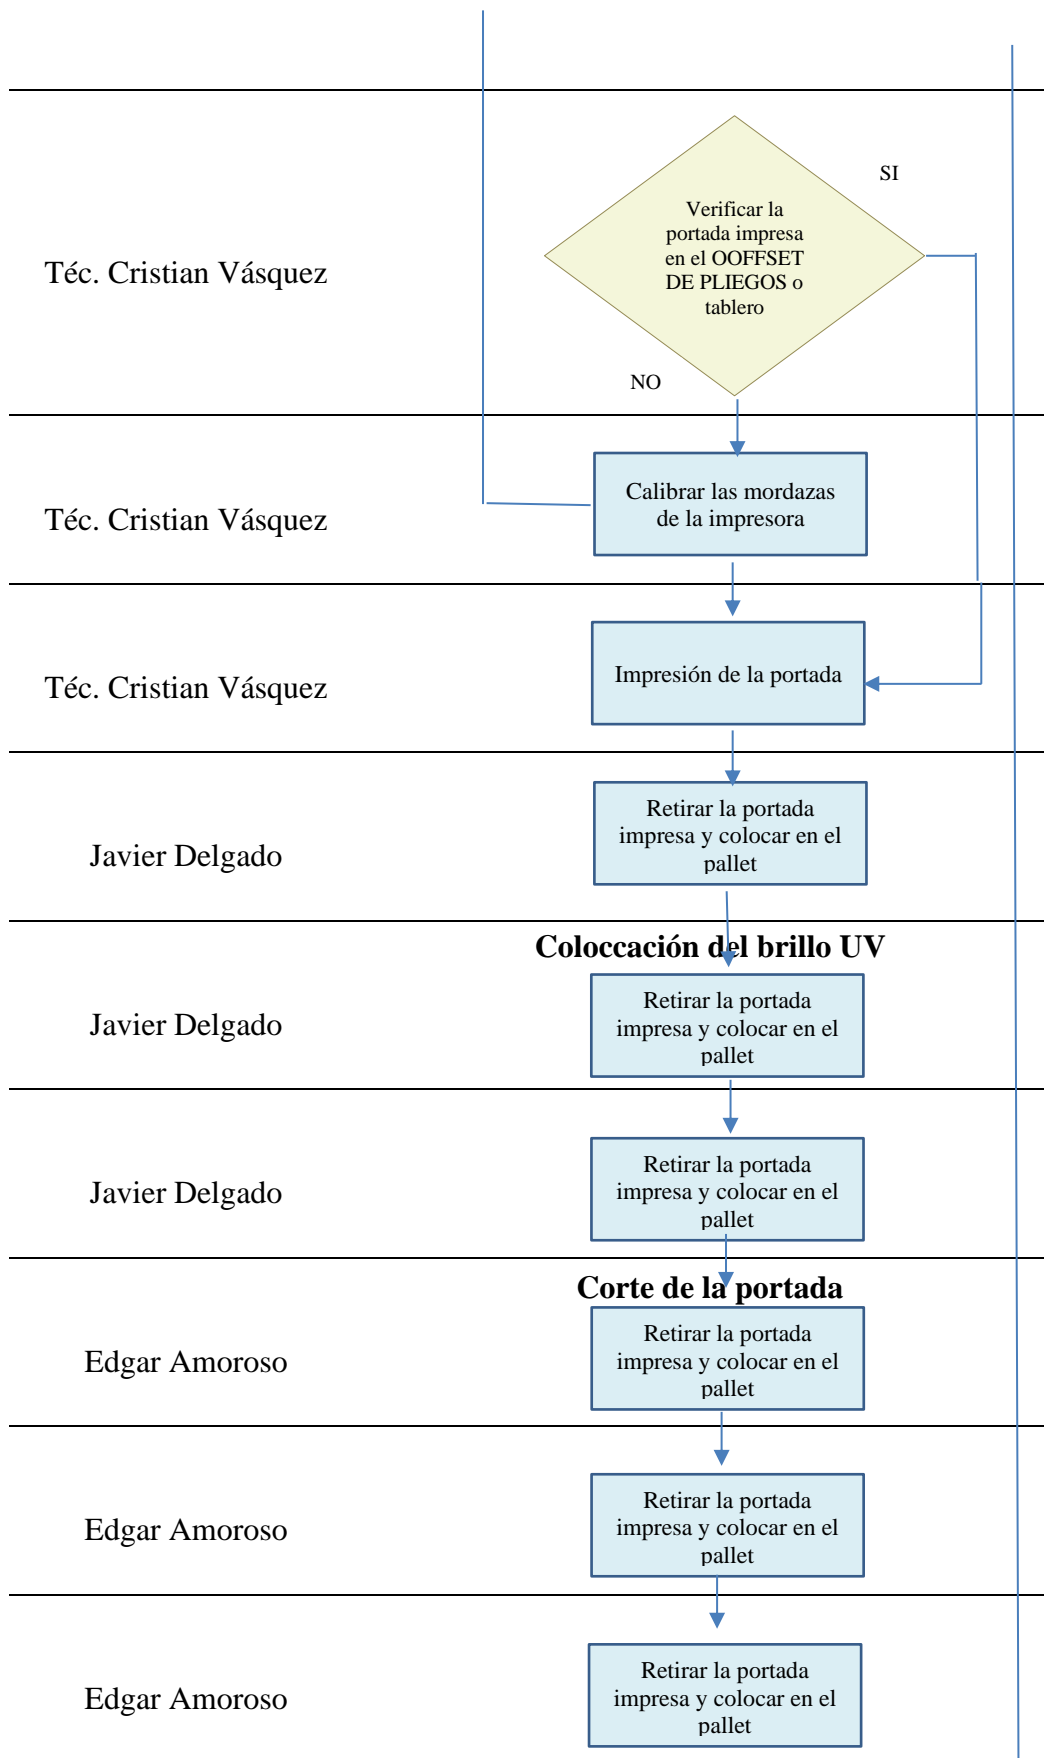 SI
Verificar la
portada impresa
en el OOFFSET
DE PLIEGOS o
tablero
Téc. Cristian Vásquez
NO
Calibrar las mordazas
de la impresora
Téc. Cristian Vásquez
Impresión de la portada
Téc. Cristian Vásquez
Retirar la portada
impresa y colocar en el
pallet
Javier Delgado
Coloccación del brillo UV
Retirar la portada
impresa y colocar en el
pallet
Javier Delgado
Retirar la portada
impresa y colocar en el
pallet
Javier Delgado
Corte de la portada
Retirar la portada
impresa y colocar en el
pallet
Edgar Amoroso
Retirar la portada
impresa y colocar en el
pallet
Edgar Amoroso
Retirar la portada
impresa y colocar en el
pallet
Edgar Amoroso